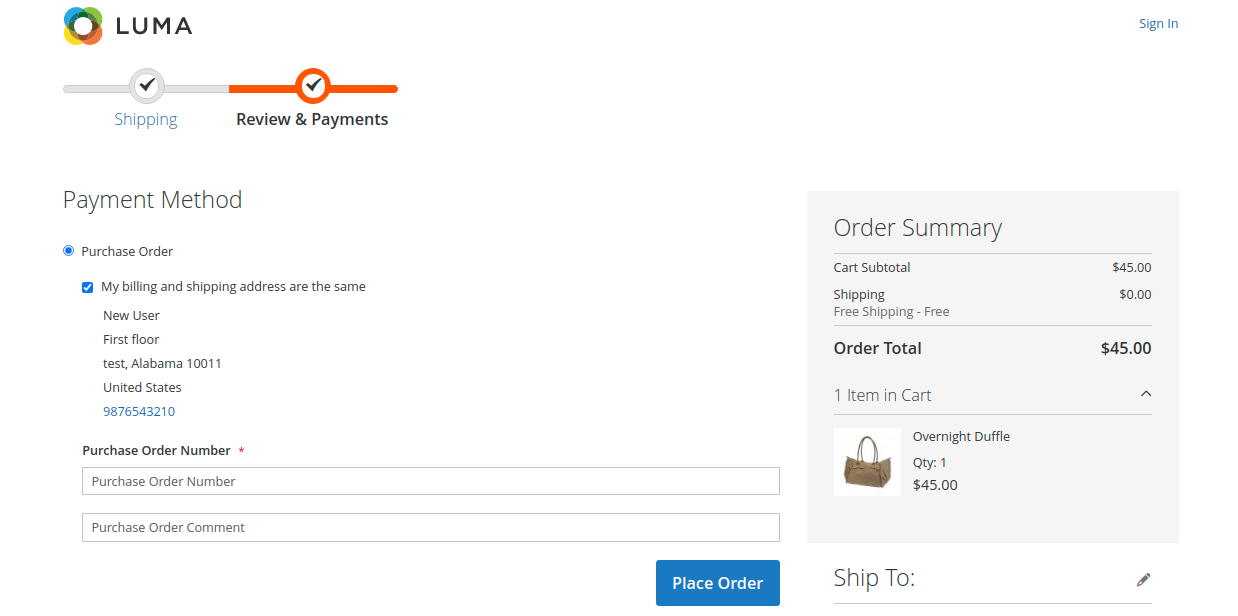 LUMA
Sign In
Shipping
Review & Payments
Payment Method
Purchase Order
My billing and shipping address are the same
New User
First floor
test, Alabama 10011
United States
9876543210
Purchase Order Number *
Purchase Order Number
Purchase Order Comment
Place Order
Order Summary
Cart Subtotal $45.00
Shipping $0.00
Free Shipping - Free
Order Total $45.00
1 Item in Cart
Overnight Duffle
Qty: 1
$45.00
Ship To: